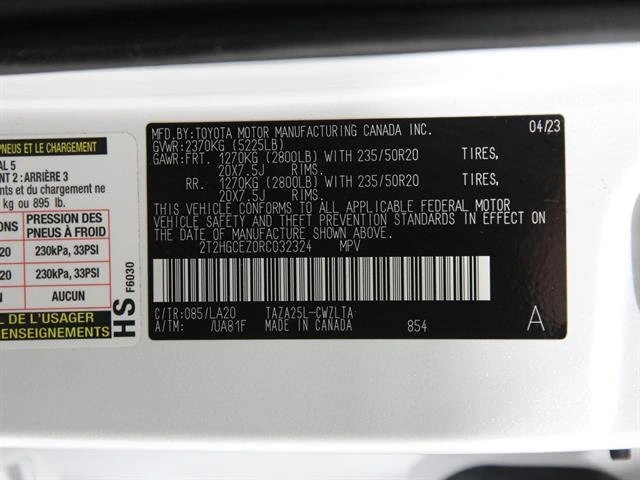 PNEUS ET LE CHARGEMENT
AL 5
NT 2 : ARRIÈRE 3
nts et du chargement ne
kg ou 895 lb.
ONS
PRESSION DES
PNEUS À FROID
20
230kPa, 33PSI
20
230kPa, 33PSI
AUCUN
L DE L'USAGER
RENSEIGNEMENTS
HS F6030
MFD.BY:TOYOTA MOTOR MANUFACTURING CANADA INC. 04/23
GVWR:2370KG (5225LB)
GAWR:FRT. 1270KG (2800LB) WITH 235/50R20 TIRES,
20X7.5J RIMS.
RR. 1270KG (2800LB) WITH 235/50R20 TIRES,
20X7.5J RIMS.
THIS VEHICLE CONFORMS TO ALL APPLICABLE FEDERAL MOTOR
VEHICLE SAFETY AND THEFT PREVENTION STANDARDS IN EFFECT
ON THE DATE OF MANUFACTURE SHOWN ABOVE.
2T2HGCEZ0RC032324 MPV
C/TR:085/LA20 TAZA25L-CWZLTA
A/TM: /UA81F MADE IN CANADA 854 A